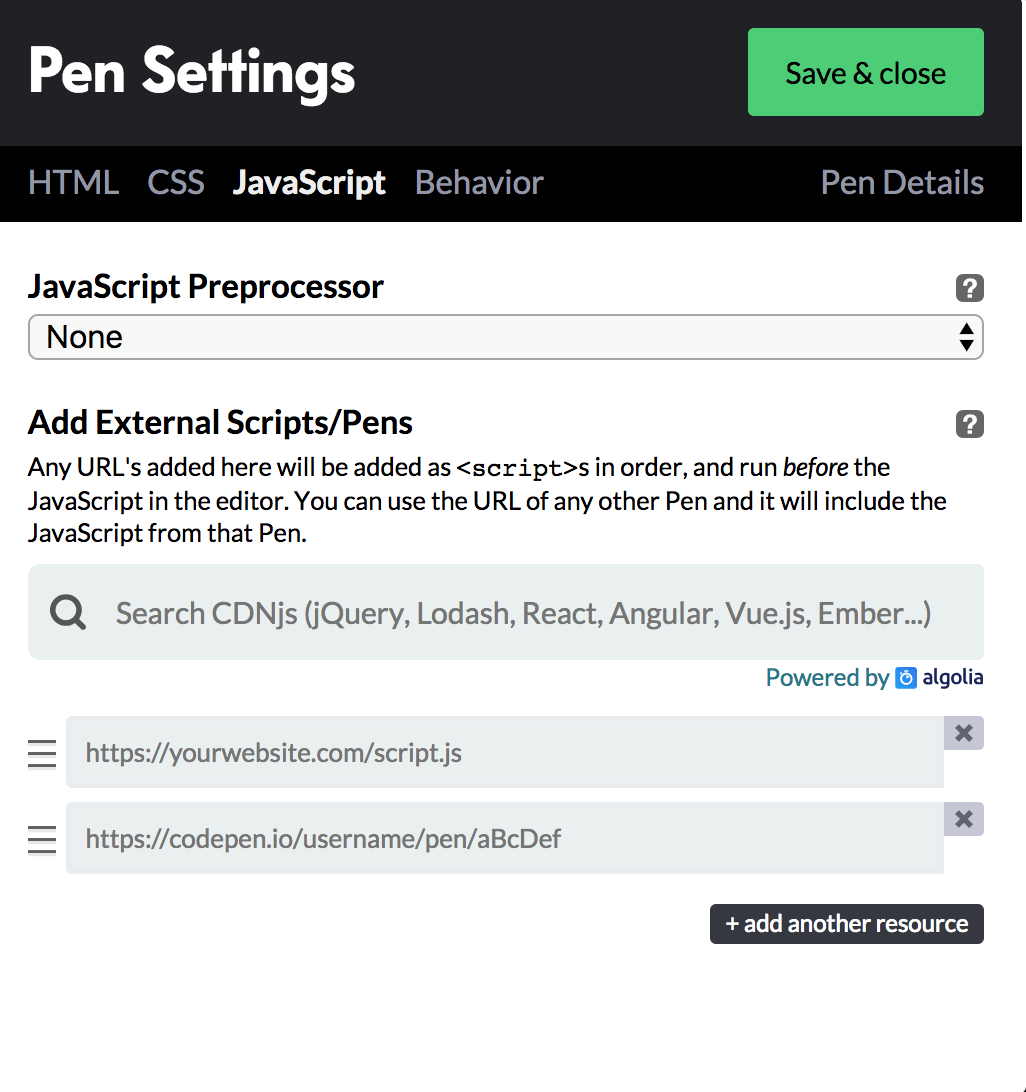 Pen Settings
Save & close
HTML CSS JavaScript Behavior Pen Details
JavaScript Preprocessor ?
None
Add External Scripts/Pens ?
Any URL's added here will be added as <script>s in order, and run before the
JavaScript in the editor. You can use the URL of any other Pen and it will include the
JavaScript from that Pen.
Search CDNjs (jQuery, Lodash, React, Angular, Vue.js, Ember...)
Powered by algolia
https://yourwebsite.com/script.js
https://codepen.io/username/pen/aBcDef
+ add another resource